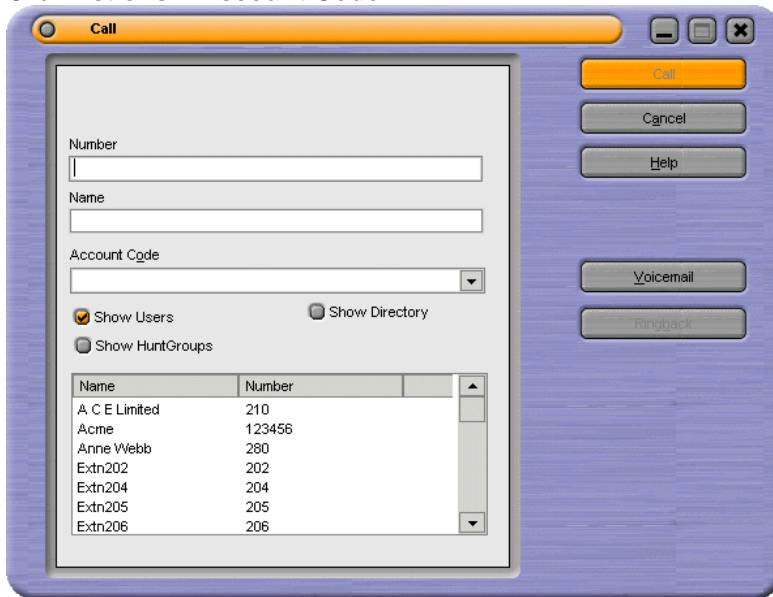 Call
Call
Cancel
Help
Number
Name
Account Code
Voicemail
Show Users
Show Directory
Ringback
Show HuntGroups
Name Number
A C E Limited 210
Acme 123456
Anne Webb 280
Extn202 202
Extn204 204
Extn205 205
Extn206 206